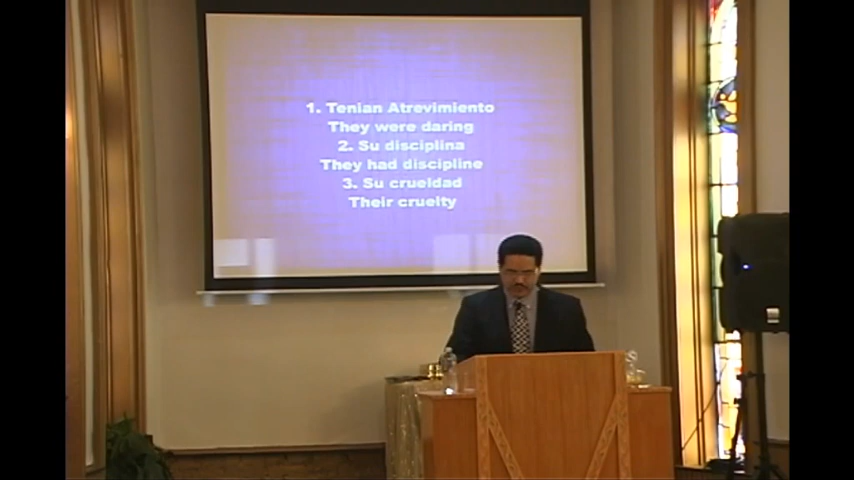 1. Tenian Atrevimiento
They were daring
2. Su disciplina
They had discipline
3. Su crueldad
Their cruelty